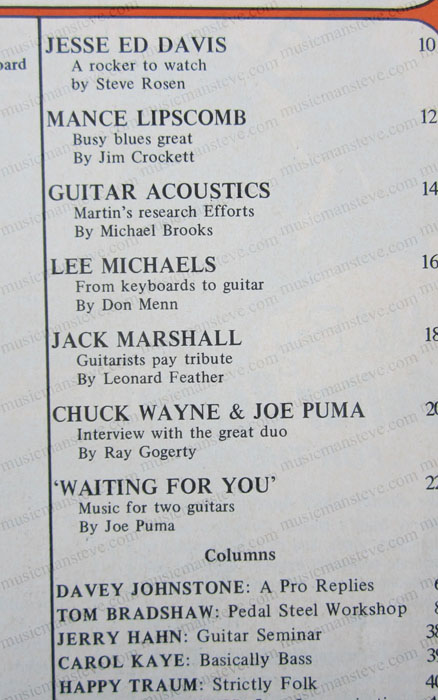 oard
JESSE ED DAVIS 10
A rocker to watch
by Steve Rosen
MANCE LIPSCOMB 12
Busy blues great
By Jim Crockett
GUITAR ACOUSTICS 14
Martin's research Efforts
By Michael Brooks
LEE MICHAELS 16
From keyboards to guitar
By Don Menn
JACK MARSHALL 18
Guitarists pay tribute
By Leonard Feather
CHUCK WAYNE & JOE PUMA 20
Interview with the great duo
By Ray Gogerty
'WAITING FOR YOU' 22
Music for two guitars
By Joe Puma
Columns
DAVEY JOHNSTONE: A Pro Replies 6
TOM BRADSHAW: Pedal Steel Workshop 8
JERRY HAHN: Guitar Seminar 38
CAROL KAYE: Basically Bass 39
HAPPY TRAUM: Strictly Folk 40
musicmansteve.com